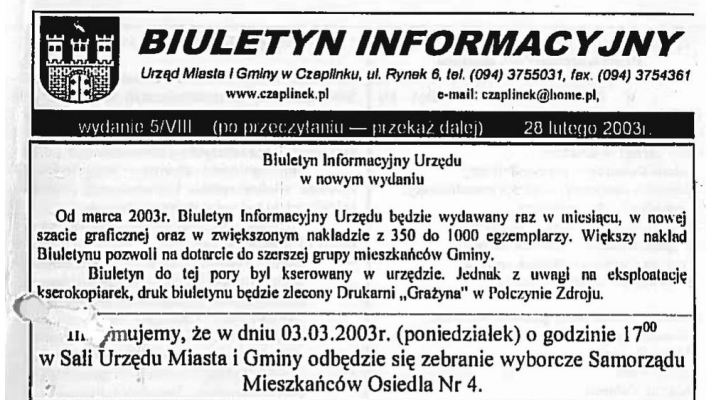 BIULETYN INFORMACYJNY
Urząd Miasta i Gminy w Czaplinku, ul. Rynek 6, tel. (094) 3755031, fax. (094) 3754361
www.czaplinek.pl e-mail: czaplinek@home.pl,
wydanie 5/VIII (po przeczytaniu — przekaż dalej) 28 lutego 2003r.
Biuletyn Informacyjny Urzędu
w nowym wydaniu
Od marca 2003r. Biuletyn Informacyjny Urzędu będzie wydawany raz w miesiącu, w nowej
szacie graficznej oraz w zwiększonym nakładzie z 350 do 1000 egzemplarzy. Większy nakład
Biuletynu pozwoli na dotarcie do szerszej grupy mieszkańców Gminy.
Biuletyn do tej pory był kserowany w urzędzie. Jednak z uwagi na eksploatację
kserokopiarek, druk biuletynu będzie zlecony Drukarni „Grażyna” w Połczynie Zdroju.
że w dniu 03.03.2003r. (poniedziałek) o godzinie 17⁰⁰
w Sali Urzędu Miasta i Gminy odbędzie się zebranie wyborcze Samorządu
Mieszkańców Osiedla Nr 4.